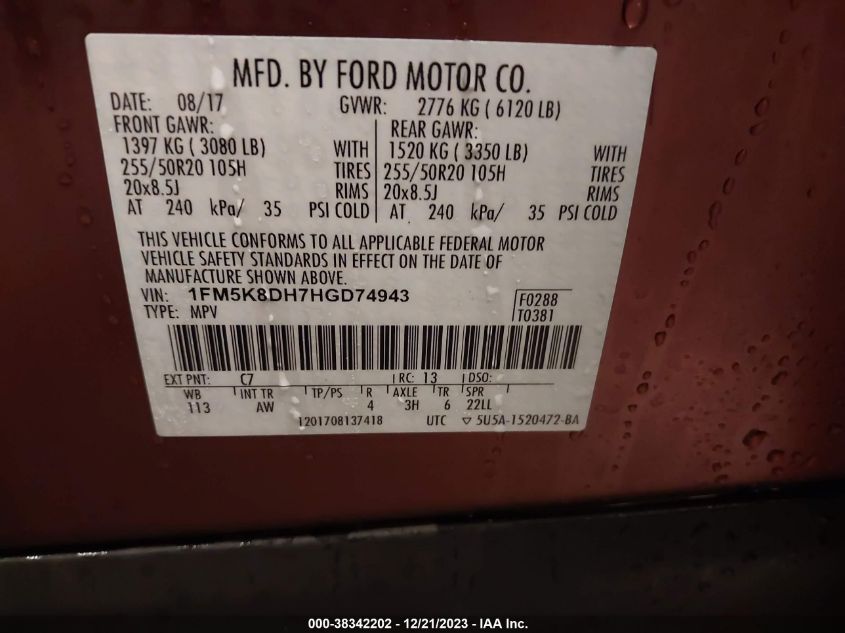 MFD. BY FORD MOTOR CO.
DATE: 08/17 GVWR: 2776 KG ( 6120 LB)
FRONT GAWR: REAR GAWR:
1397 KG ( 3080 LB) WITH 1520 KG ( 3350 LB) WITH
255/50R20 105H TIRES 255/50R20 105H TIRES
20x8.5J RIMS 20x8.5J RIMS
AT 240 kPa/ 35 PSI COLD AT 240 kPa/ 35 PSI COLD
THIS VEHICLE CONFORMS TO ALL APPLICABLE FEDERAL MOTOR
VEHICLE SAFETY STANDARDS IN EFFECT ON THE DATE OF
MANUFACTURE SHOWN ABOVE.
VIN: 1FM5K8DH7HGD74943 F0288
TYPE: MPV T0381
EXT PNT: C7 RC: 13 DSO:
WB INT TR TP/PS R AXLE TR SPR
113 AW 4 3H 6 22LL
1201708137418 UTC ▽ 5U5A-1520472-BA
000-38342202 - 12/21/2023 - IAA Inc.